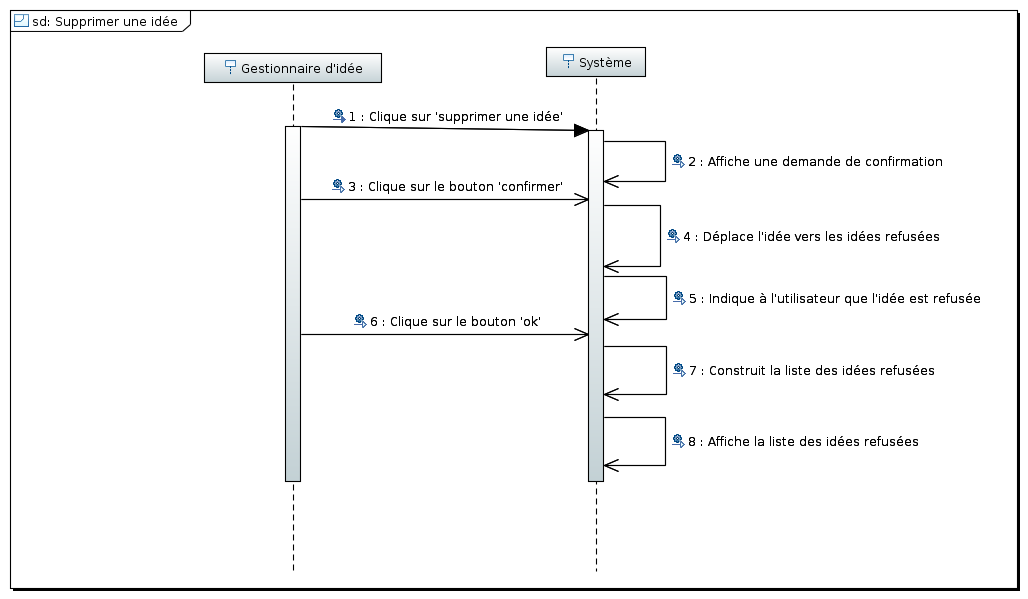 sd: Supprimer une idée
Gestionnaire d'idée
Système
1 : Clique sur 'supprimer une idée'
2 : Affiche une demande de confirmation
3 : Clique sur le bouton 'confirmer'
4 : Déplace l'idée vers les idées refusées
5 : Indique à l'utilisateur que l'idée est refusée
6 : Clique sur le bouton 'ok'
7 : Construit la liste des idées refusées
8 : Affiche la liste des idées refusées